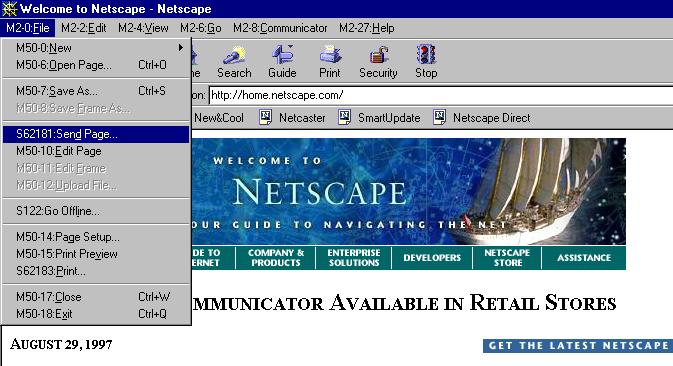 Welcome to Netscape - Netscape
M2-0:File M2-2:Edit M2-4:View M2-6:Go M2-8:Communicator M2-27:Help
M50-0:New
M50-6:Open Page... Ctrl+O
M50-7:Save As... Ctrl+S
M50-8:Save Frame As...
S62181:Send Page...
M50-10:Edit Page
M50-11:Edit Frame
M50-12:Upload File...
S122:Go Offline...
M50-14:Page Setup...
M50-15:Print Preview
S62183:Print...
M50-17:Close Ctrl+W
M50-18:Exit Ctrl+Q
Search Guide Print Security Stop
http://home.netscape.com/
New&Cool Netcaster SmartUpdate Netscape Direct
WELCOME TO
NETSCAPE
OUR GUIDE TO NAVIGATING THE NET
DE TO
ERNET
COMPANY &
PRODUCTS
ENTERPRISE
SOLUTIONS
DEVELOPERS
NETSCAPE
STORE
ASSISTANCE
MMUNICATOR AVAILABLE IN RETAIL STORES
AUGUST 29, 1997
GET THE LATEST NETSCAPE